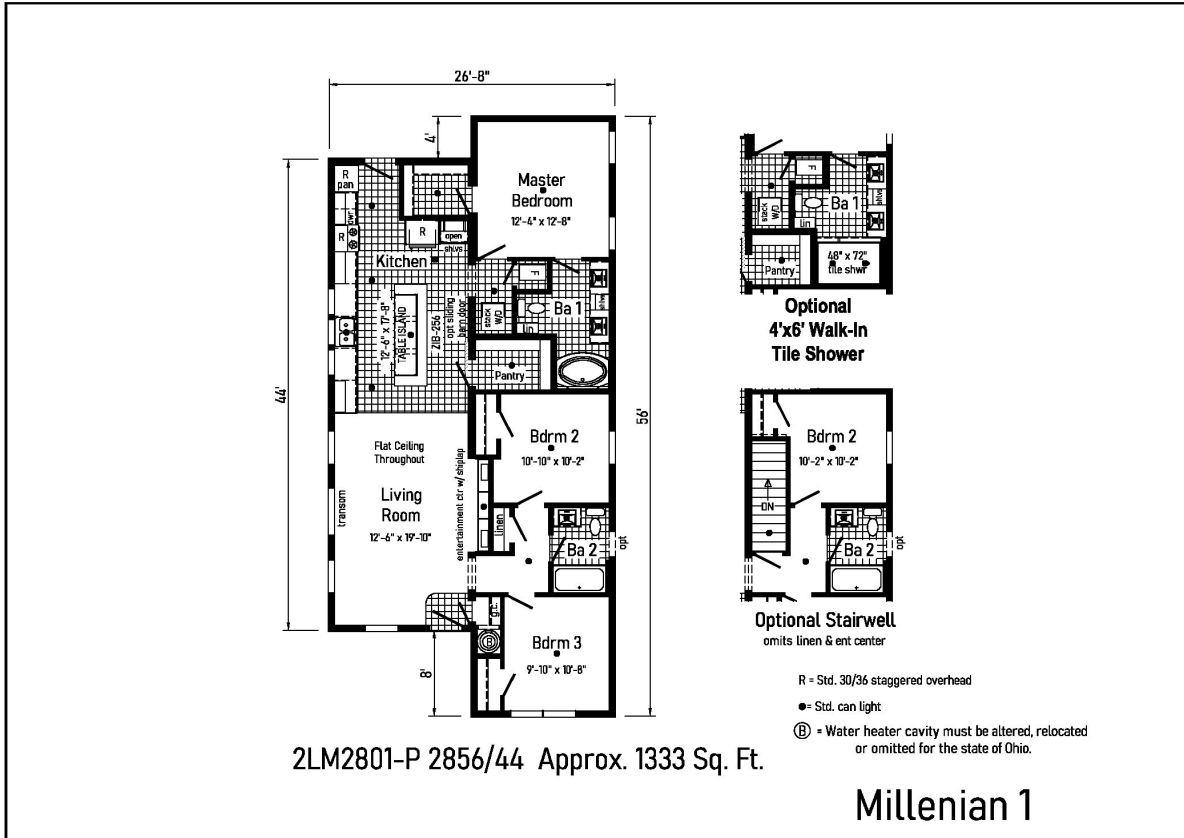 26'-8"
4'
44'
56'
8'
R
pan
ovr
R
R
open
shlvs
Kitchen
12'-6" x 17'-8"
TABLE ISLAND
ZIB-256
opt sliding
barn door
Master
Bedroom
12'-4" x 12'-8"
F
stack
W/D
lin
Ba 1
shlvs
Pantry
Flat Ceiling
Throughout
Living
Room
12'-6" x 19'-10"
transom
entertainment ctr w/ shiplap
Bdrm 2
10'-10" x 10'-2"
linen
Ba 2
opt
g.c.
B
Bdrm 3
9'-10" x 10'-8"
F
stack
W/D
lin
Ba 1
shlvs
Pantry
48" x 72"
tile shwr
Optional
4'x6' Walk-In
Tile Shower
Bdrm 2
10'-2" x 10'-2"
DN
Ba 2
opt
Optional Stairwell
omits linen & ent center
R = Std. 30/36 staggered overhead
●= Std. can light
B = Water heater cavity must be altered, relocated
or omitted for the state of Ohio.
2LM2801-P 2856/44 Approx. 1333 Sq. Ft.
Millenian 1